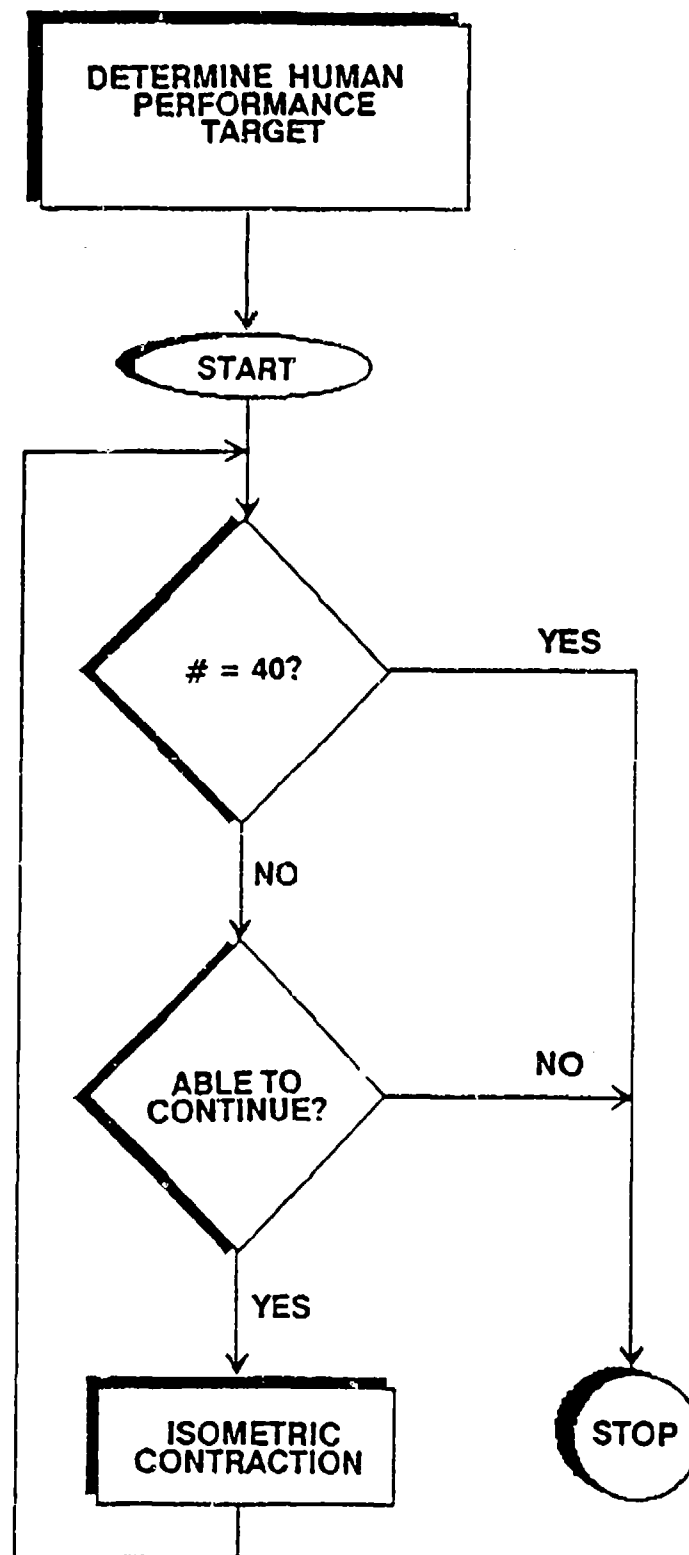 DETERMINE HUMAN
PERFORMANCE
TARGET
START
# = 40?
YES
NO
ABLE TO
CONTINUE?
NO
YES
ISOMETRIC
CONTRACTION
STOP